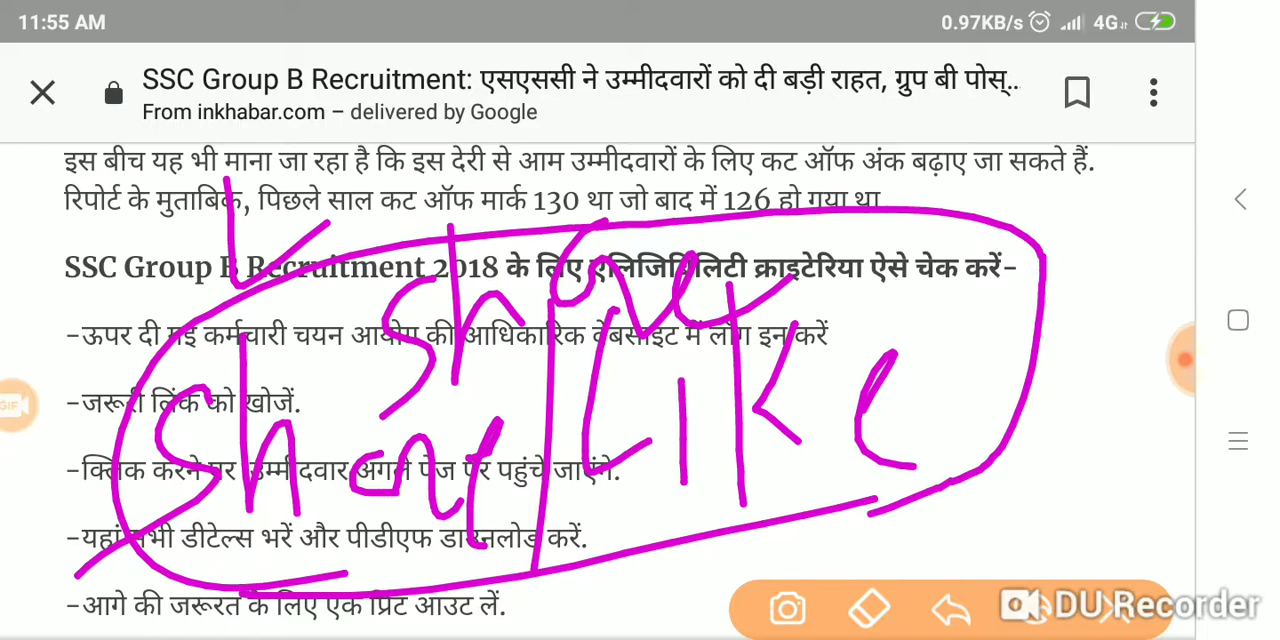 11:55 AM 0.97KB/s 4G
SSC Group B Recruitment: एसएससी ने उम्मीदवारों को दी बड़ी राहत, ग्रुप बी पोस्...
From inkhabar.com – delivered by Google
इस बीच यह भी माना जा रहा है कि इस देरी से आम उम्मीदवारों के लिए कट ऑफ अंक बढ़ाए जा सकते हैं.
रिपोर्ट के मुताबिक, पिछले साल कट ऑफ मार्क 130 था जो बाद में 126 हो गया था
SSC Group B Recruitment 2018 के लिए एलिजिबिलिटी क्राइटेरिया ऐसे चेक करें-
share
-ऊपर दी गई कर्मचारी चयन आयोग की आधिकारिक वेबसाइट में लॉग इन करें
Like
-जरूरी लिंक को खोजें.
GIF
Share
-क्लिक करने पर उम्मीदवार अगले पेज पर पहुंचे जाएंगे.
-यहां सभी डीटेल्स भरें और पीडीएफ डाउनलोड करें.
-आगे की जरूरत के लिए एक प्रिंट आउट लें.
DU Recorder